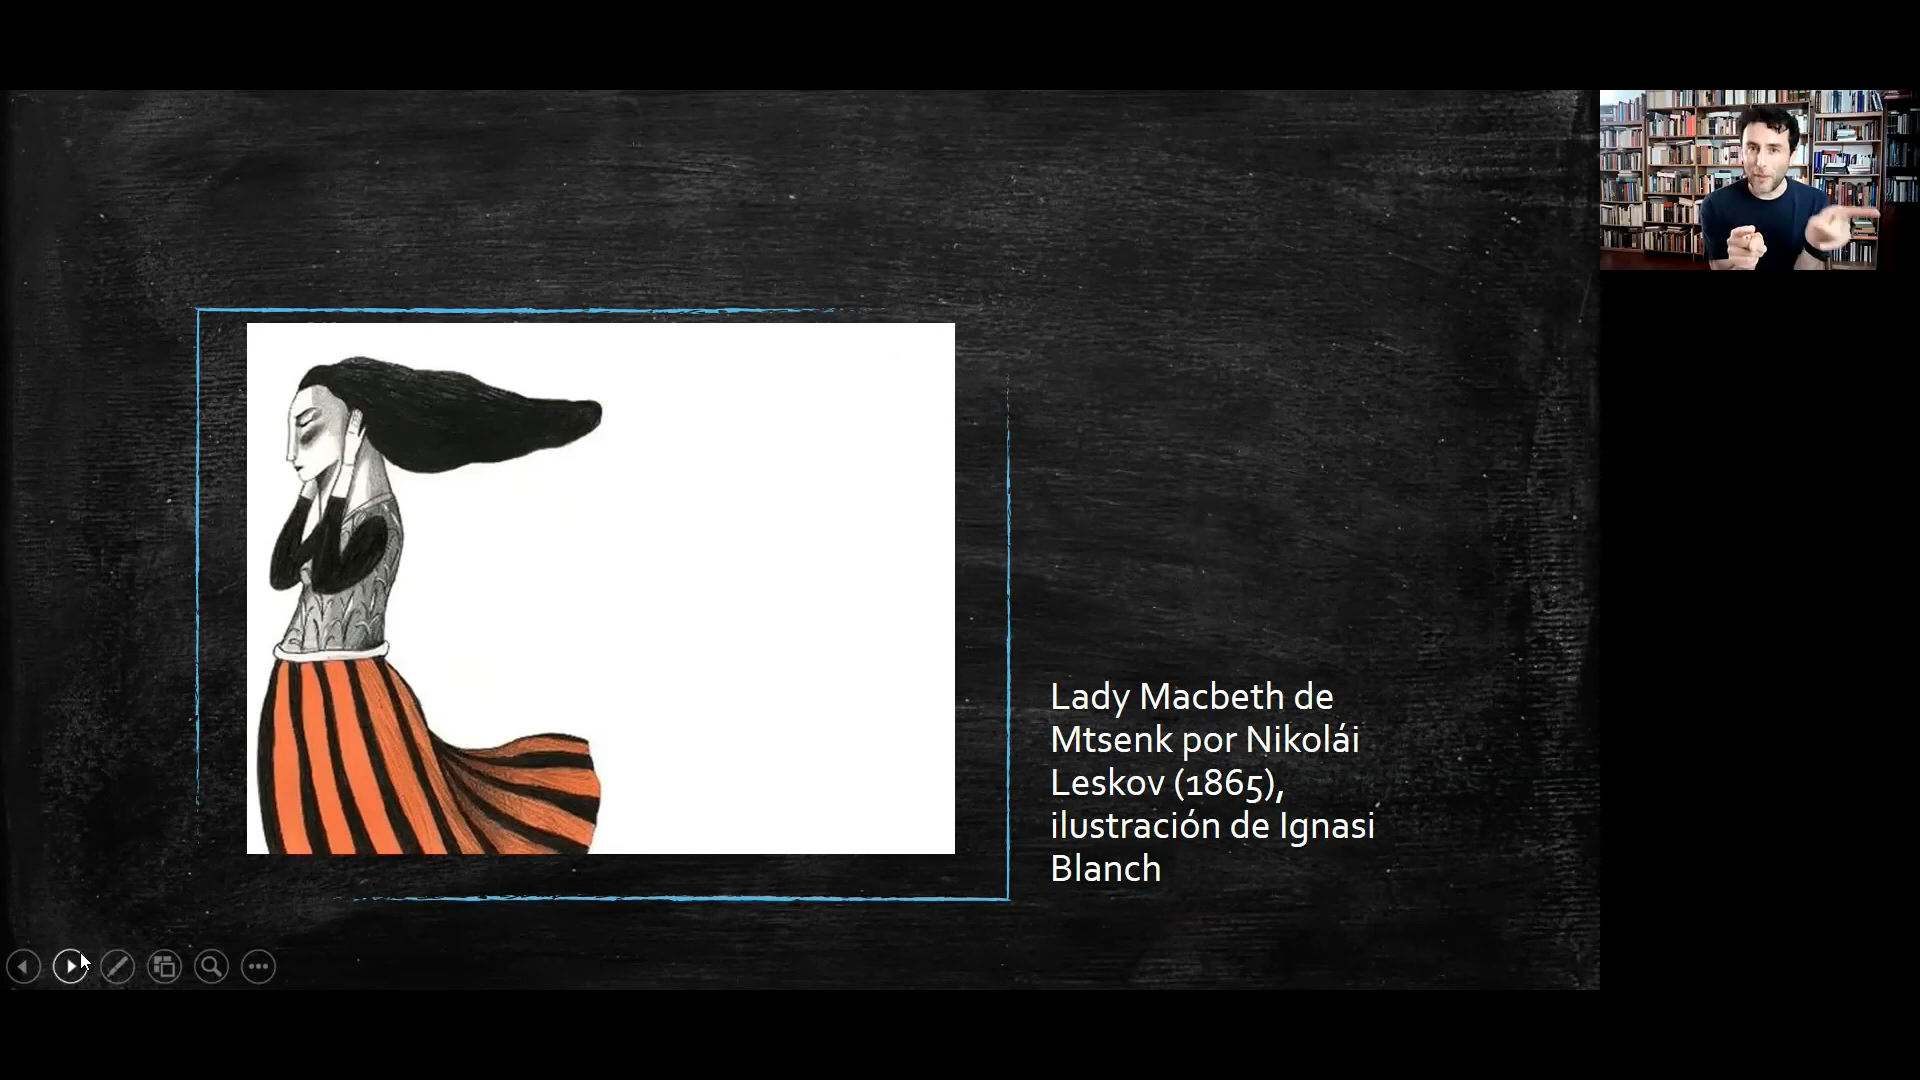 Lady Macbeth de
Mtsenk por Nikolái
Leskov (1865),
ilustración de Ignasi
Blanch